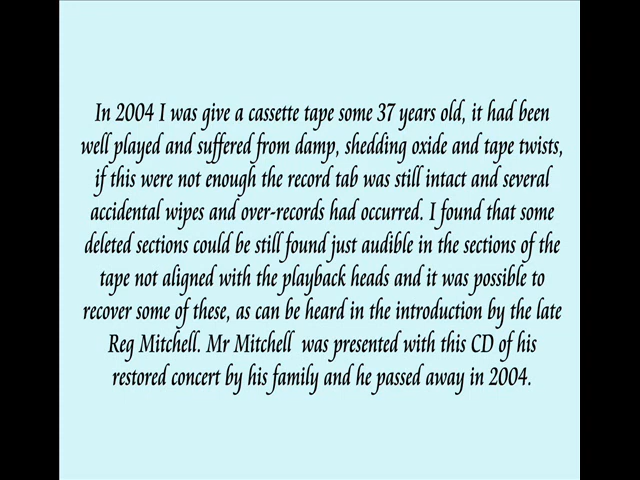 In 2004 I was give a cassette tape some 37 years old, it had been
well played and suffered from damp, shedding oxide and tape twists,
if this were not enough the record tab was still intact and several
accidental wipes and over-records had occurred. I found that some
deleted sections could be still found just audible in the sections of the
tape not aligned with the playback heads and it was possible to
recover some of these, as can be heard in the introduction by the late
Reg Mitchell. Mr Mitchell was presented with this CD of his
restored concert by his family and he passed away in 2004.